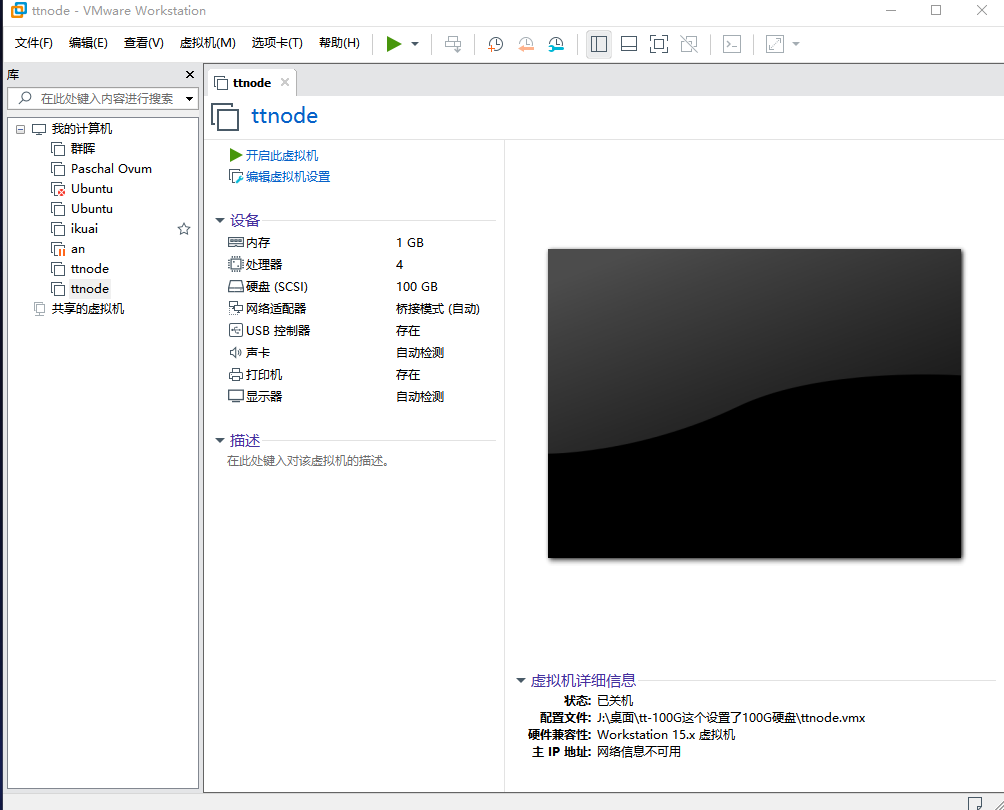 ttnode - VMware Workstation
文件(F) 编辑(E) 查看(V) 虚拟机(M) 选项卡(T) 帮助(H)
库
在此处键入内容进行搜索
我的计算机
群晖
Paschal Ovum
Ubuntu
Ubuntu
ikuai
an
ttnode
ttnode
共享的虚拟机
ttnode
ttnode
开启此虚拟机
编辑虚拟机设置
设备
内存 1 GB
处理器 4
硬盘 (SCSI) 100 GB
网络适配器 桥接模式 (自动)
USB 控制器 存在
声卡 自动检测
打印机 存在
显示器 自动检测
描述
在此处键入对该虚拟机的描述。
虚拟机详细信息
状态: 已关机
配置文件: J:\桌面\tt-100G这个设置了100G硬盘\ttnode.vmx
硬件兼容性: Workstation 15.x 虚拟机
主 IP 地址: 网络信息不可用